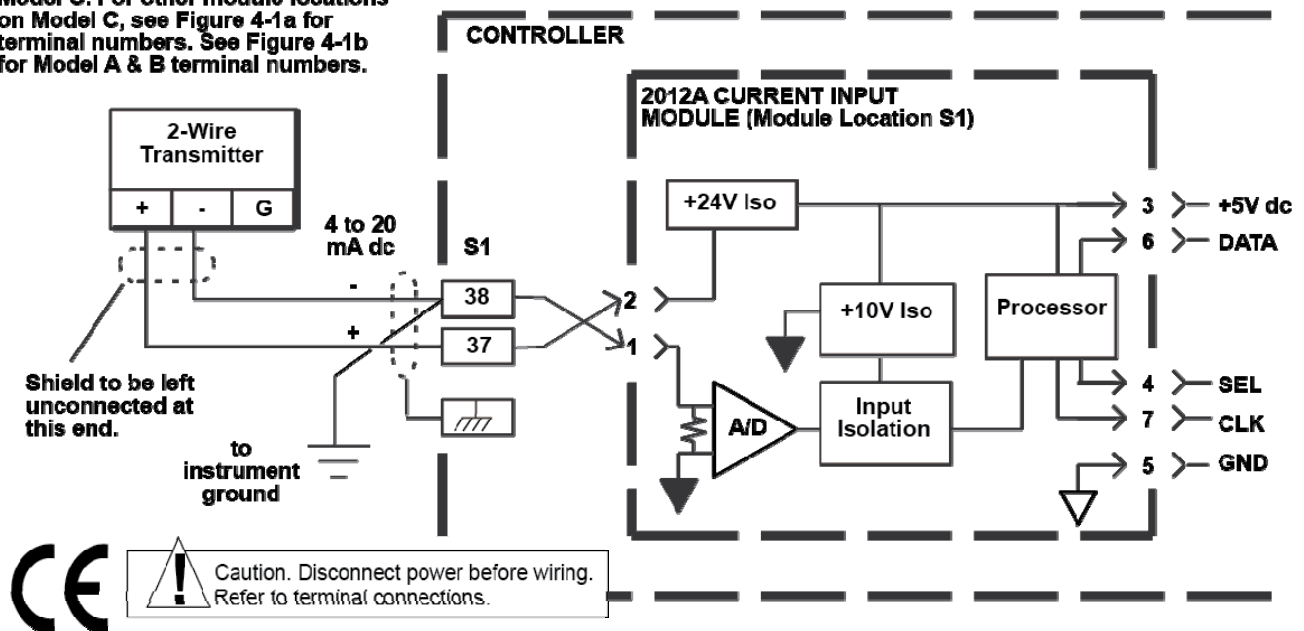 Model C. For other module locations
on Model C, see Figure 4-1a for
terminal numbers. See Figure 4-1b
for Model A & B terminal numbers.
CONTROLLER
2012A CURRENT INPUT
MODULE (Module Location S1)
2-Wire
Transmitter
+ - G
4 to 20
mA dc
S1
-
38
+
37
2
1
+24V Iso
+10V Iso
Processor
A/D
Input
Isolation
3 +5V dc
6 DATA
4 SEL
7 CLK
5 GND
Shield to be left
unconnected at
this end.
to
instrument
ground
CE
!
Caution. Disconnect power before wiring.
Refer to terminal connections.